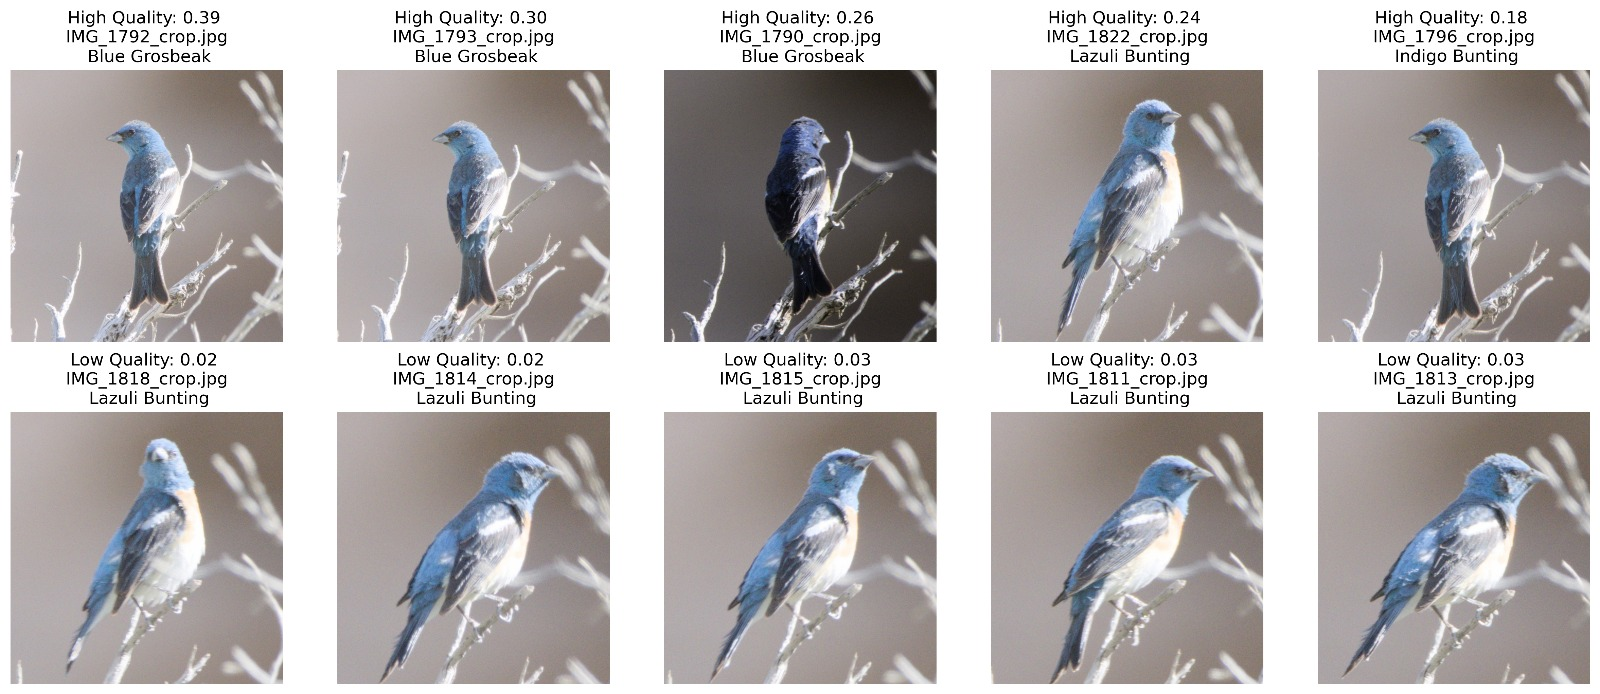 High Quality: 0.39
IMG_1792_crop.jpg
Blue Grosbeak
High Quality: 0.30
IMG_1793_crop.jpg
Blue Grosbeak
High Quality: 0.26
IMG_1790_crop.jpg
Blue Grosbeak
High Quality: 0.24
IMG_1822_crop.jpg
Lazuli Bunting
High Quality: 0.18
IMG_1796_crop.jpg
Indigo Bunting
Low Quality: 0.02
IMG_1818_crop.jpg
Lazuli Bunting
Low Quality: 0.02
IMG_1814_crop.jpg
Lazuli Bunting
Low Quality: 0.03
IMG_1815_crop.jpg
Lazuli Bunting
Low Quality: 0.03
IMG_1811_crop.jpg
Lazuli Bunting
Low Quality: 0.03
IMG_1813_crop.jpg
Lazuli Bunting